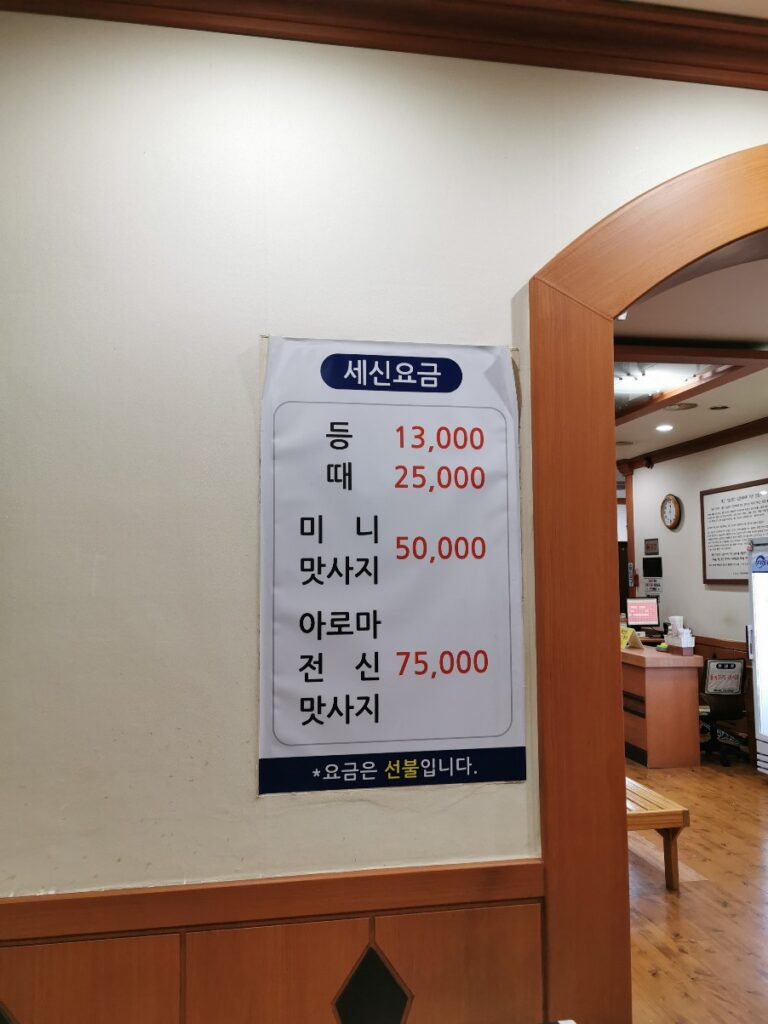 세신요금
등 13,000
때 25,000
미 니
맛사지 50,000
아로마
전 신 75,000
맛사지
*요금은 선불입니다.